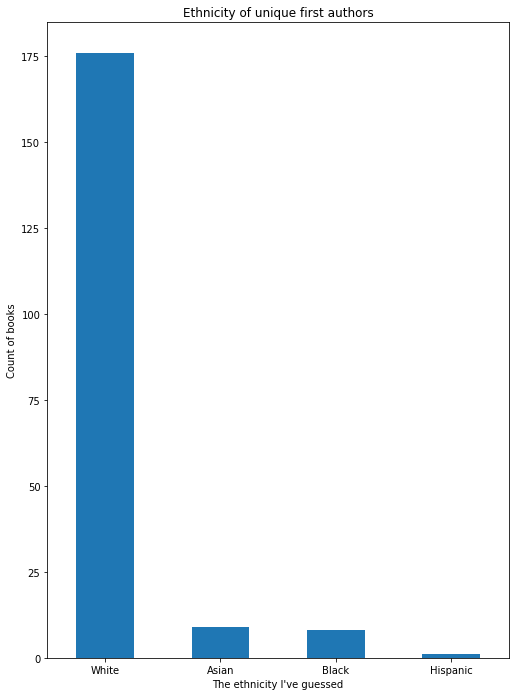 Ethnicity of unique first authors
175
150
125
100
75
50
25
0
Count of books
White Asian Black Hispanic
The ethnicity I've guessed